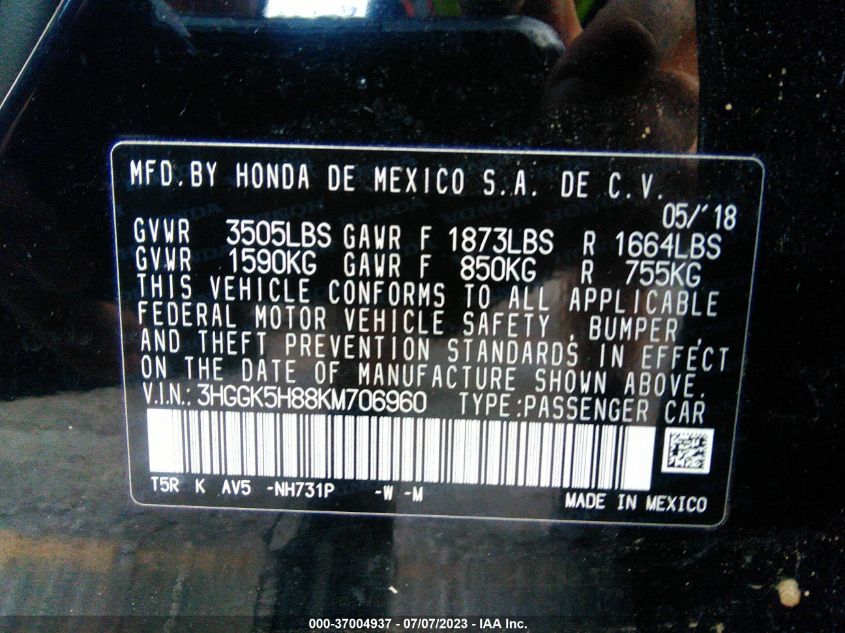 MFD.BY HONDA DE MEXICO S.A. DE C.V.
05/'18
GVWR 3505LBS GAWR F 1873LBS R 1664LBS
GVWR 1590KG GAWR F 850KG R 755KG
THIS VEHICLE CONFORMS TO ALL APPLICABLE
FEDERAL MOTOR VEHICLE SAFETY, BUMPER,
AND THEFT PREVENTION STANDARDS IN EFFECT
ON THE DATE OF MANUFACTURE SHOWN ABOVE.
V.I.N.: 3HGGK5H88KM706960 TYPE:PASSENGER CAR
T5R K AV5 -NH731P -W -M MADE IN MEXICO
000-37004937 - 07/07/2023 - IAA Inc.